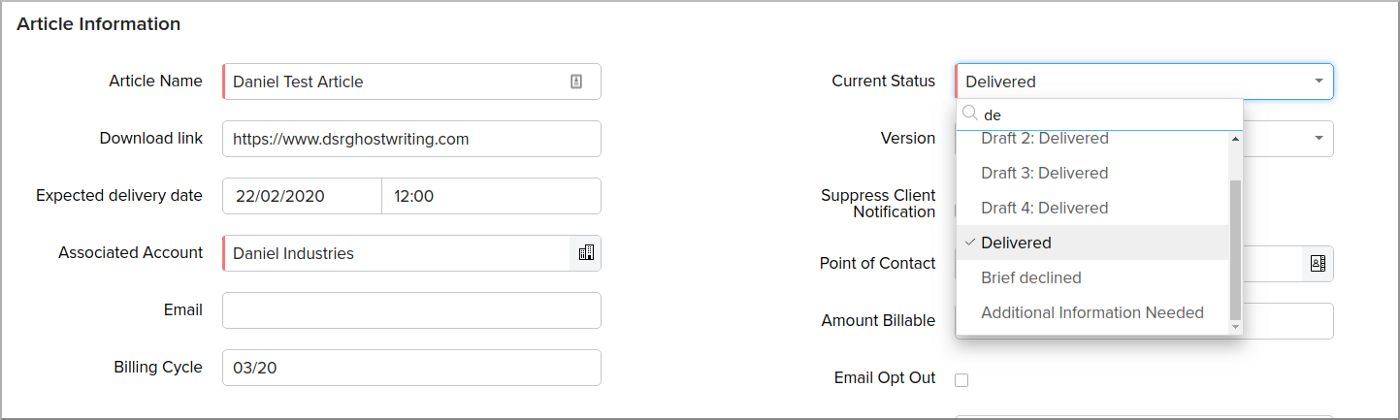 Article Information
Article Name
Daniel Test Article
Download link
https://www.dsrghostwriting.com
Expected delivery date
22/02/2020
12:00
Associated Account
Daniel Industries
Email
Billing Cycle
03/20
Current Status
Delivered
de
Draft 2: Delivered
Draft 3: Delivered
Draft 4: Delivered
Delivered
Brief declined
Additional Information Needed
Version
Suppress Client
Notification
Point of Contact
Amount Billable
Email Opt Out